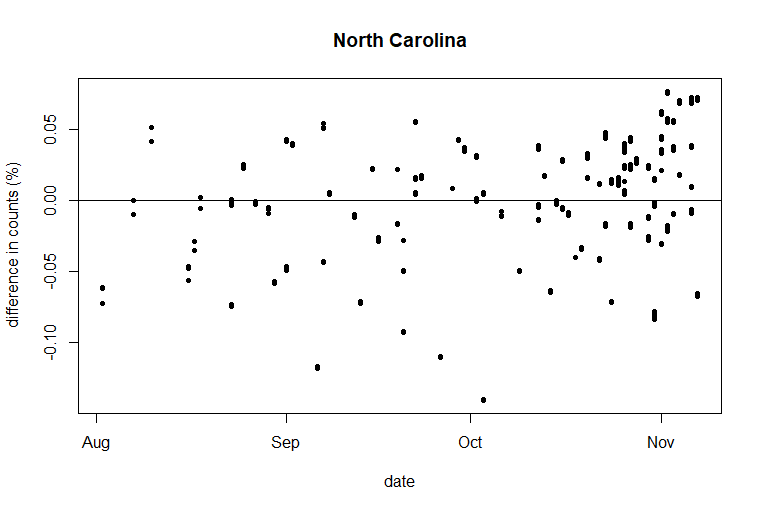 North Carolina
difference in counts (%)
0.05
0.00
-0.05
-0.10
Aug Sep Oct Nov
date